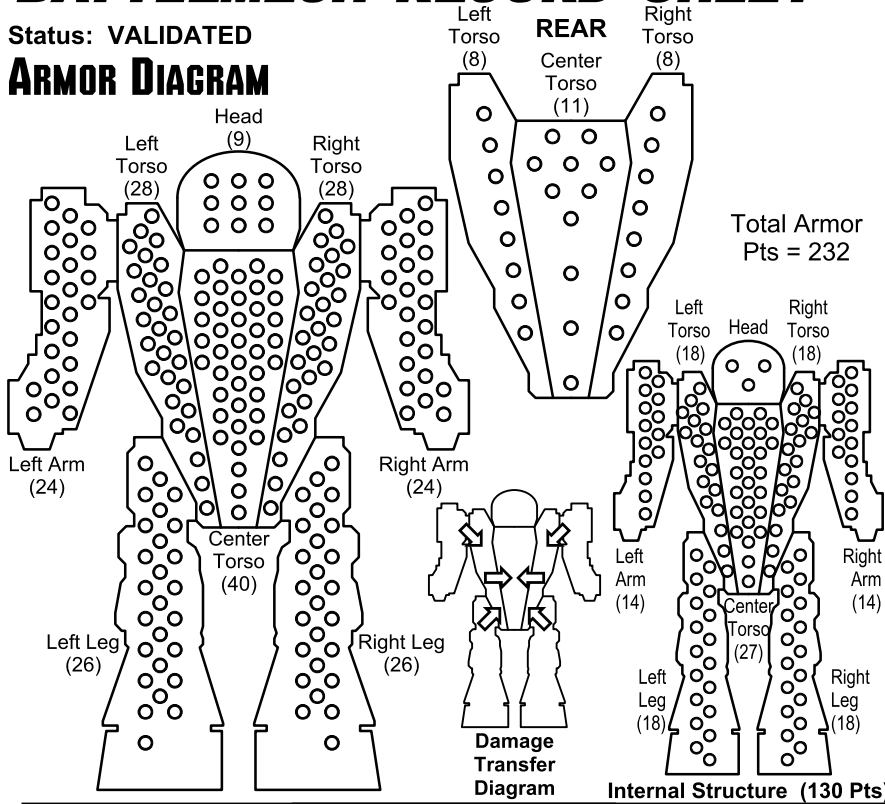 BATTLEMECH RECORD SHEET
Status: VALIDATED
ARMOR DIAGRAM
Head
(9)
Left
Torso
(28)
Right
Torso
(28)
Left Arm
(24)
Right Arm
(24)
Center
Torso
(40)
Left Leg
(26)
Right Leg
(26)
REAR
Left
Torso
(8)
Center
Torso
(11)
Right
Torso
(8)
Total Armor
Pts = 232
Left
Torso
(18)
Head
Right
Torso
(18)
Left
Arm
(14)
Right
Arm
(14)
Center
Torso
(27)
Left
Leg
(18)
Right
Leg
(18)
Damage
Transfer
Diagram
Internal Structure (130 Pts)